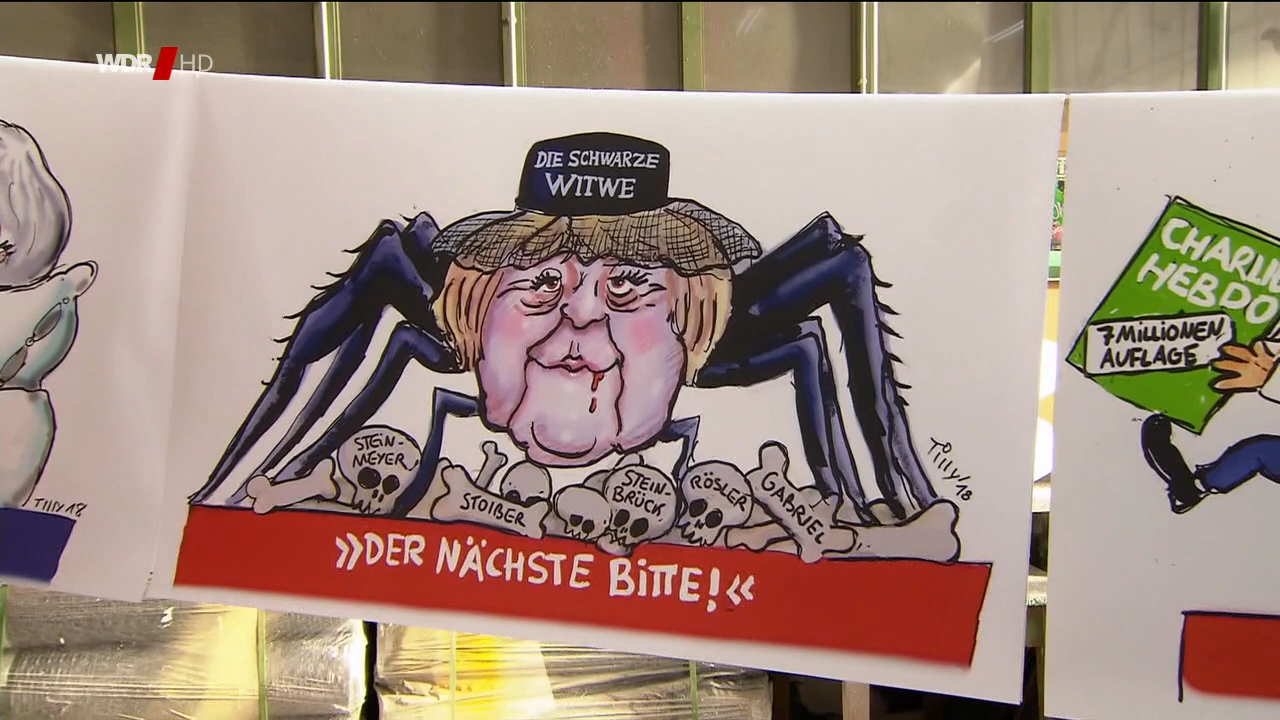 WDR HD
DIE SCHWARZE
WITWE
STEIN-
MEYER
STOIBER
STEIN-
BRÜCK
RÖSLER
GABRIEL
Tilly '18
»DER NÄCHSTE BITTE!«
Tilly 18
CHARLI
HEBDO
7 MILLIONEN
AUFLAGE